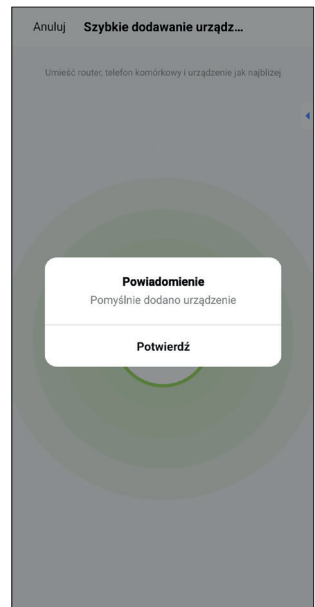 Anuluj Szybkie dodawanie urządz...
Umieść router, telefon komórkowy i urządzenie jak najbliżej
Powiadomienie
Pomyślnie dodano urządzenie
Potwierdź